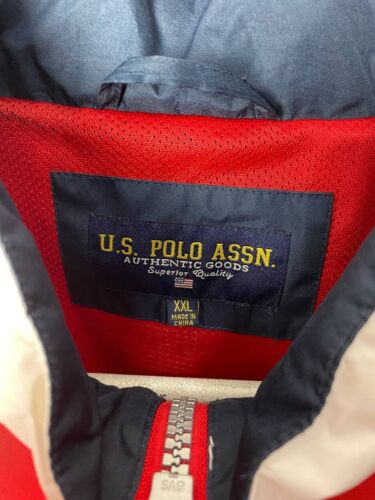 U.S. POLO ASSN.
AUTHENTIC GOODS
Superior Quality
XXL
MADE IN
CHINA